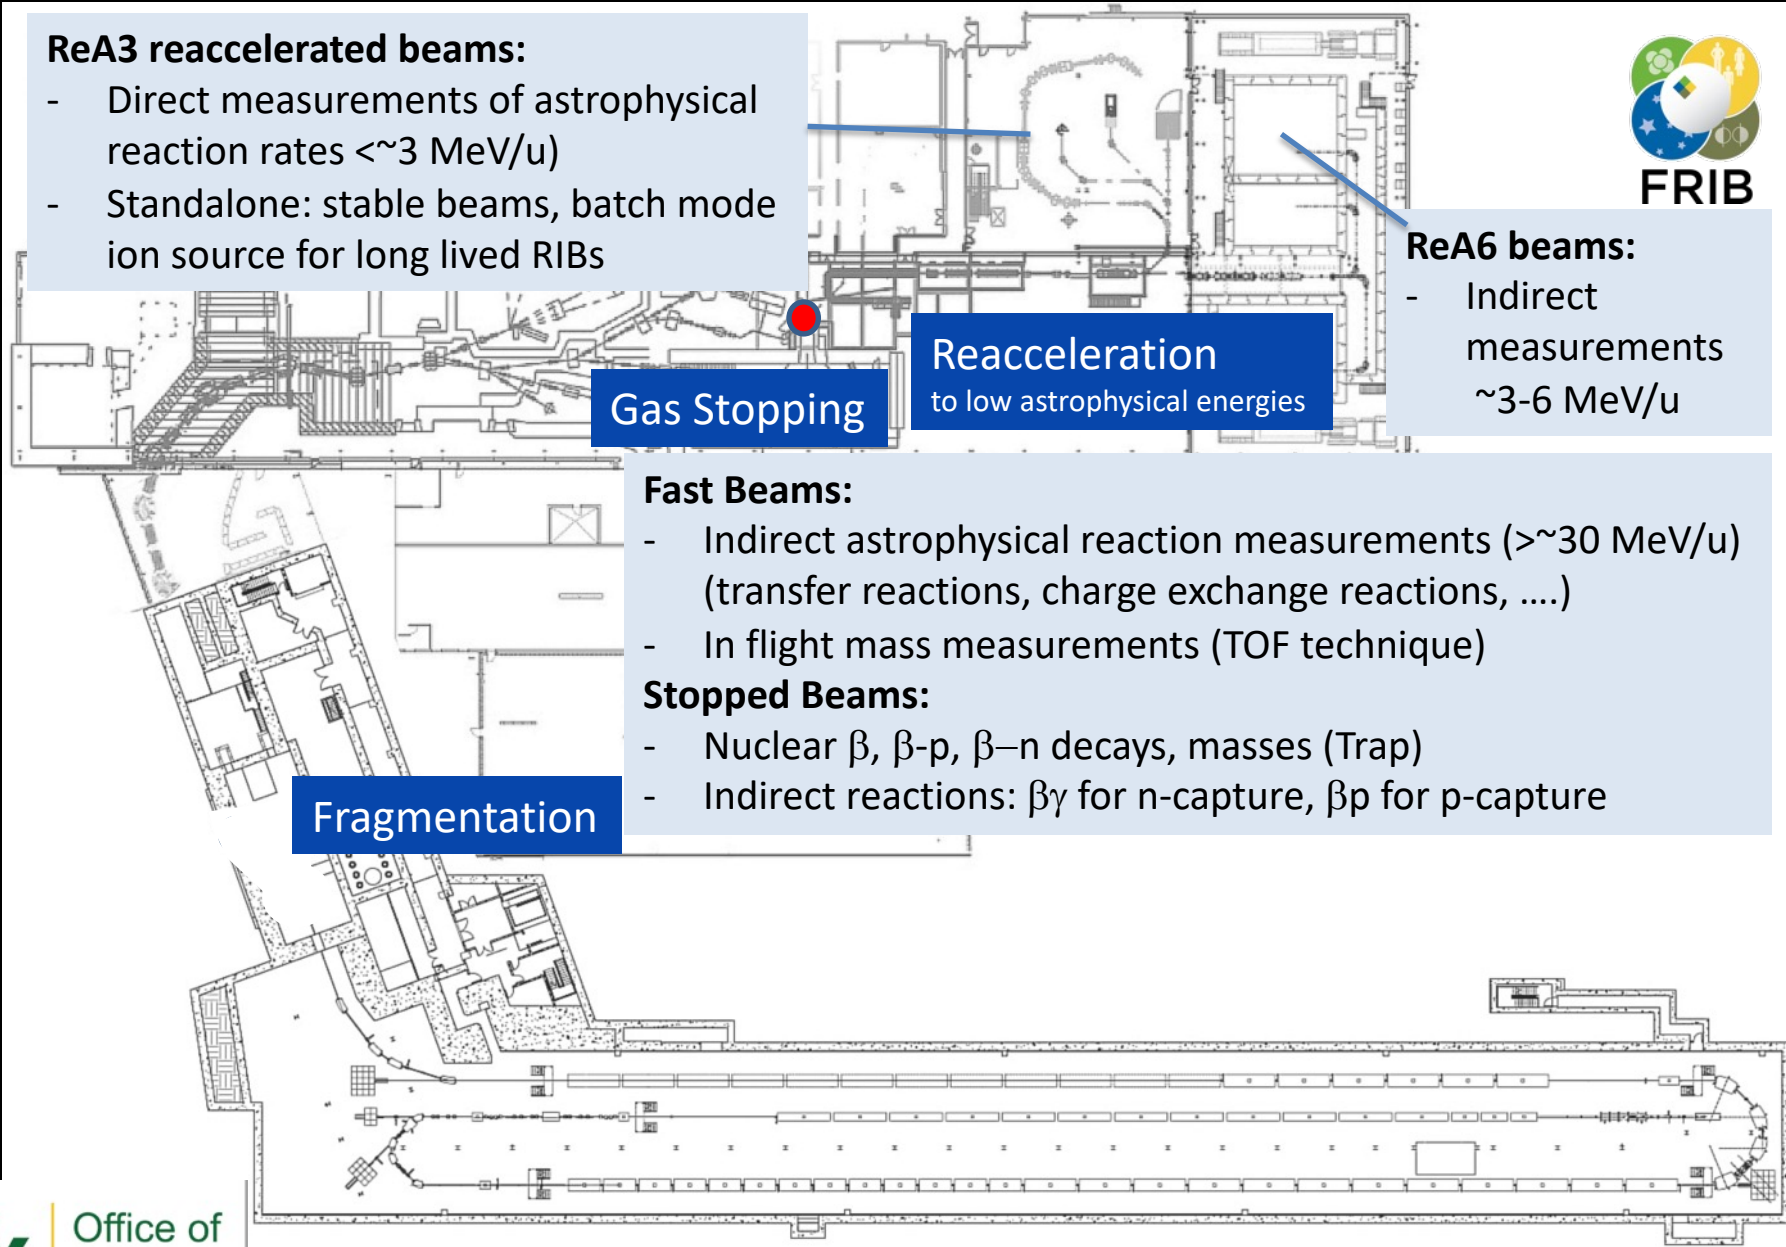 ReA3 reaccelerated beams:
- Direct measurements of astrophysical
reaction rates <~3 MeV/u)
- Standalone: stable beams, batch mode
ion source for long lived RIBs
FRIB
ReA6 beams:
- Indirect
measurements
~3-6 MeV/u
Reacceleration
to low astrophysical energies
Gas Stopping
Fast Beams:
- Indirect astrophysical reaction measurements (>~30 MeV/u)
(transfer reactions, charge exchange reactions, ….)
- In flight mass measurements (TOF technique)
Stopped Beams:
- Nuclear β, β-p, β–n decays, masses (Trap)
- Indirect reactions: βγ for n-capture, βp for p-capture
Fragmentation
Office of